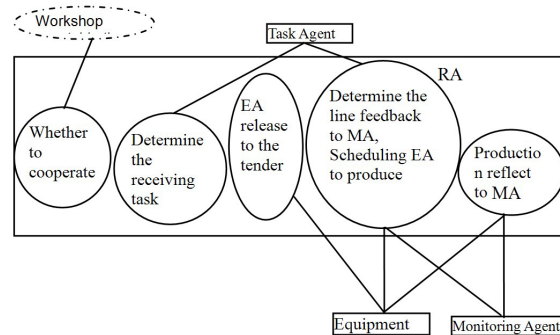 Workshop
Task Agent
RA
Whether
to
cooperate
Determine
the
receiving
task
EA
release
to the
tender
Determine the
line feedback
to MA,
Scheduling EA
to produce
Productio
n reflect
to MA
Equipment
Monitoring Agent